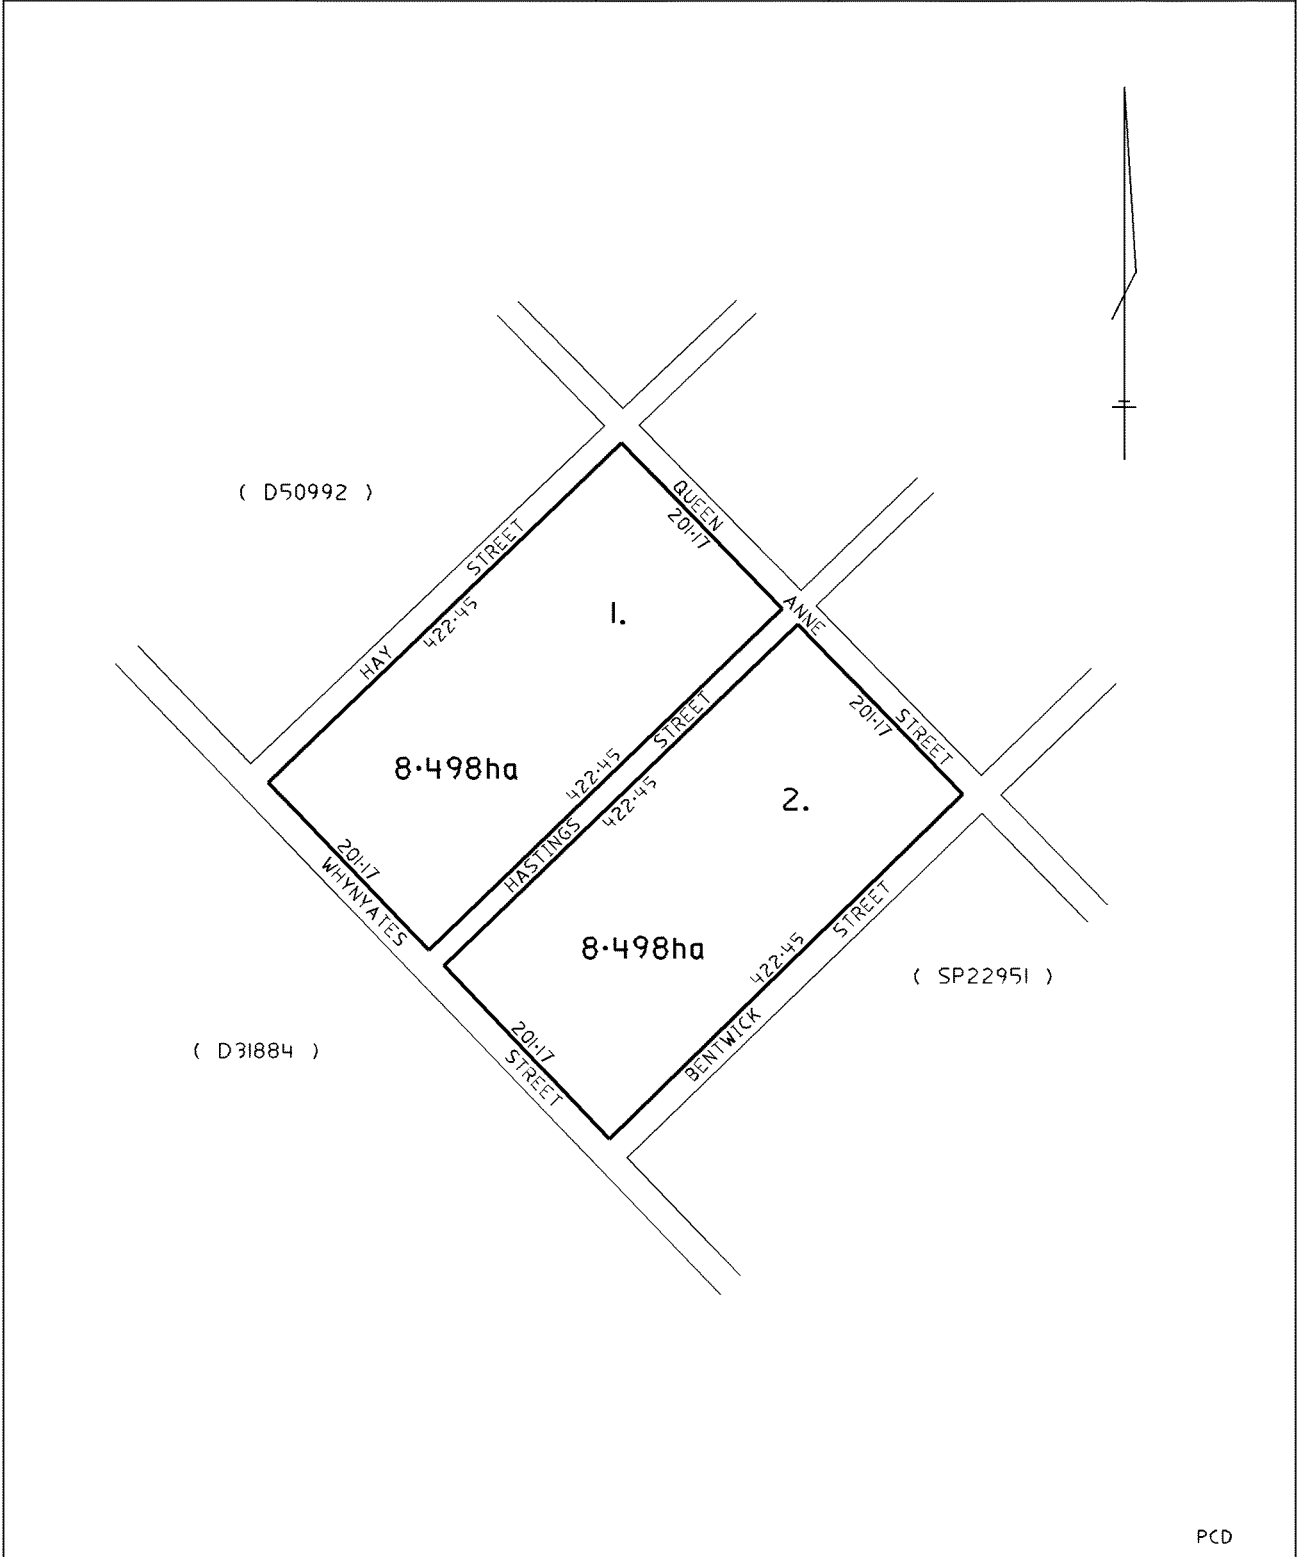 ( D50992 )
QUEEN ANNE STREET
201·17
HAY STREET
422·45
1.
201·17
HASTINGS STREET
422·45
422·45
8·498ha
2.
201·17
WHYNYATES STREET
8·498ha
422·45
BENTWICK STREET
( SP22951 )
201·17
( D31884 )
PCD